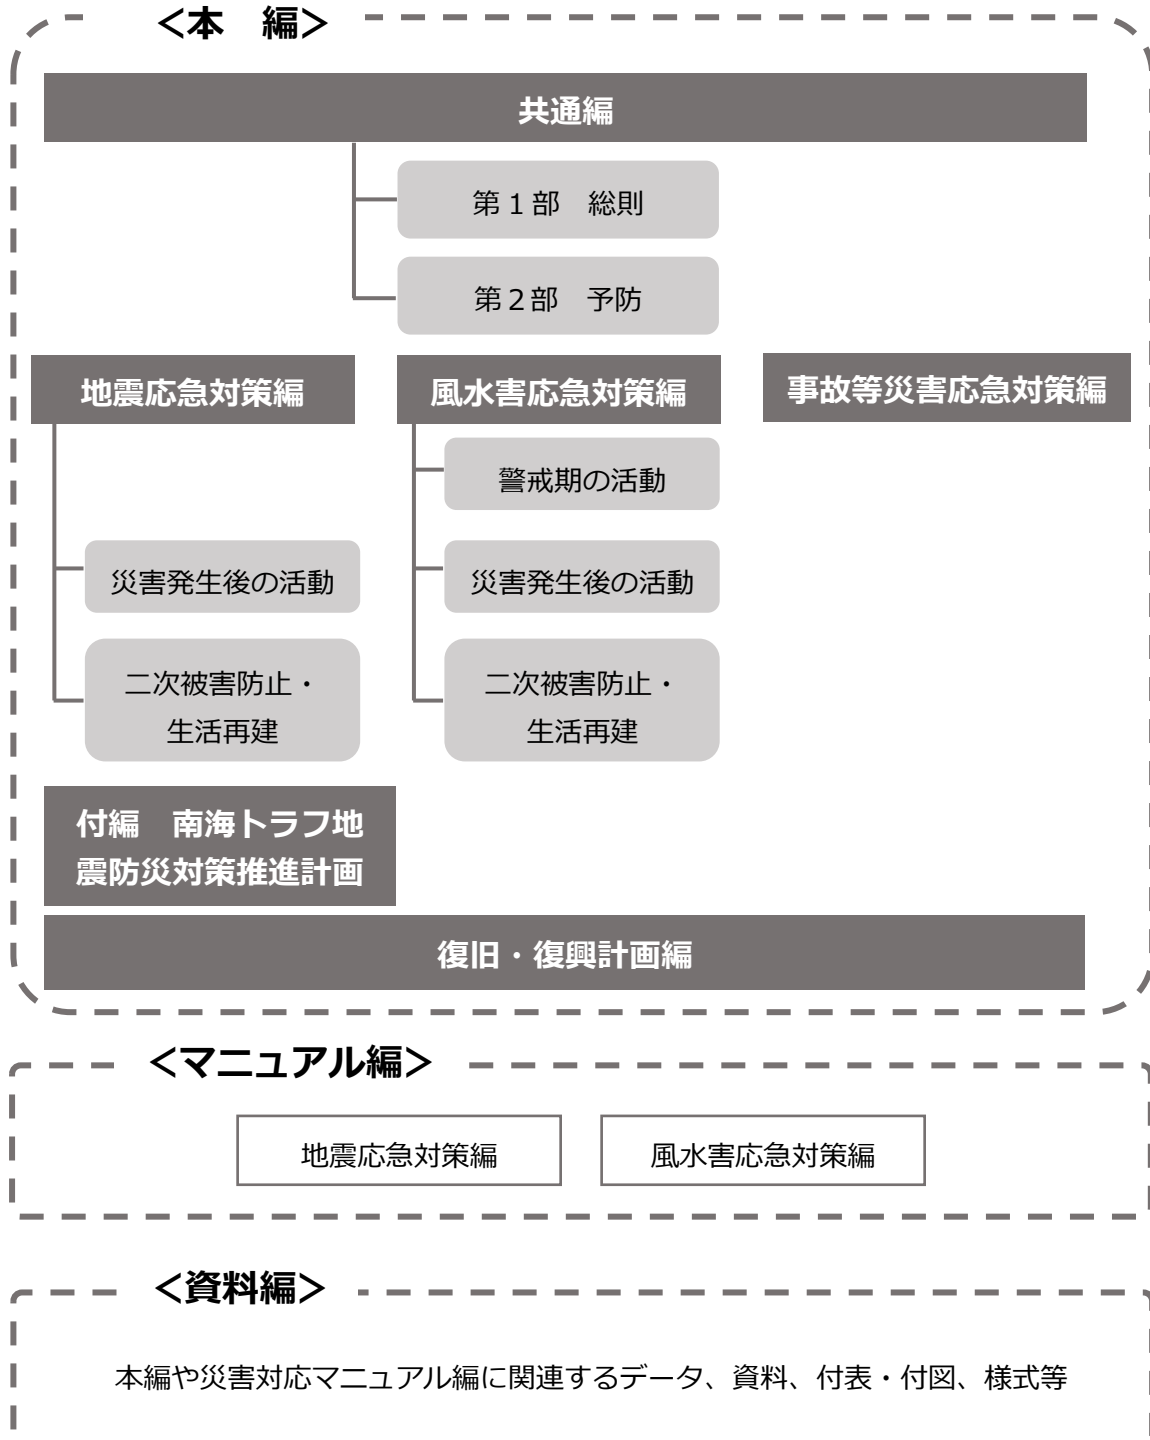 ＜本　編＞
共通編
第１部　総則
第２部　予防
地震応急対策編
風水害応急対策編
事故等災害応急対策編
警戒期の活動
災害発生後の活動
災害発生後の活動
二次被害防止・
生活再建
二次被害防止・
生活再建
付編　南海トラフ地
震防災対策推進計画
復旧・復興計画編
＜マニュアル編＞
地震応急対策編
風水害応急対策編
＜資料編＞
本編や災害対応マニュアル編に関連するデータ、資料、付表・付図、様式等